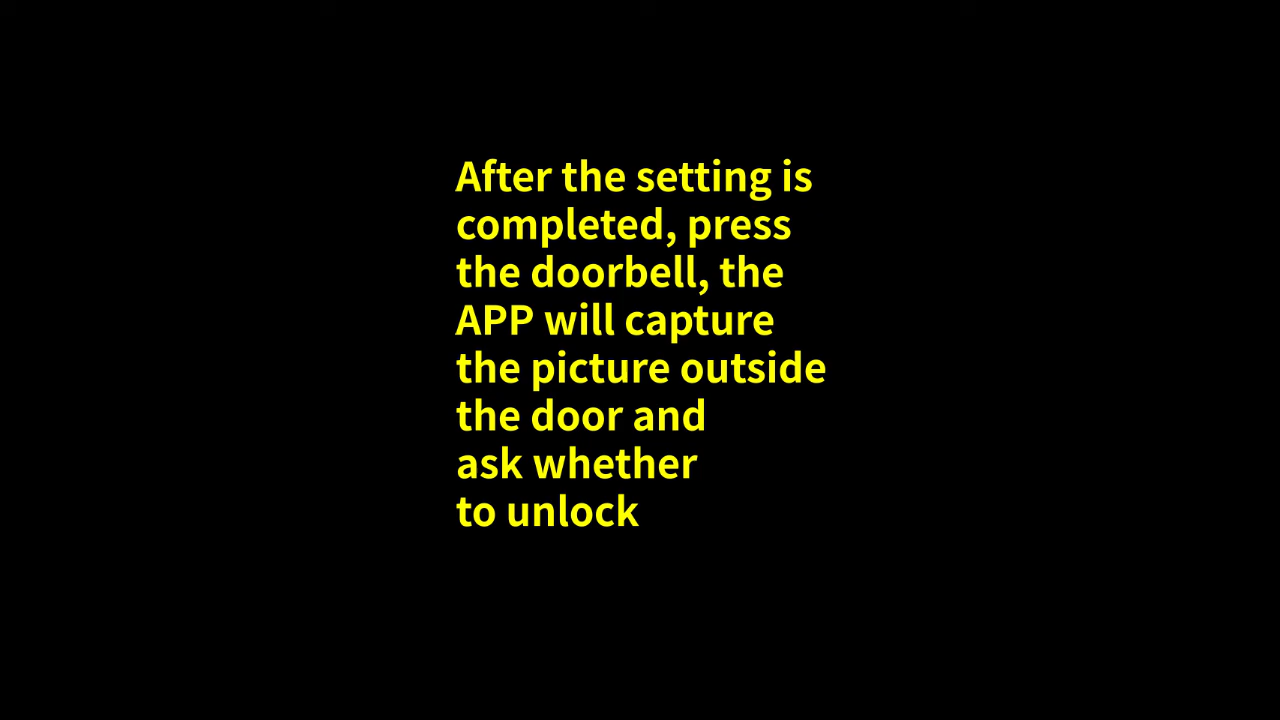 After the setting is
completed, press
the doorbell, the
APP will capture
the picture outside
the door and
ask whether
to unlock